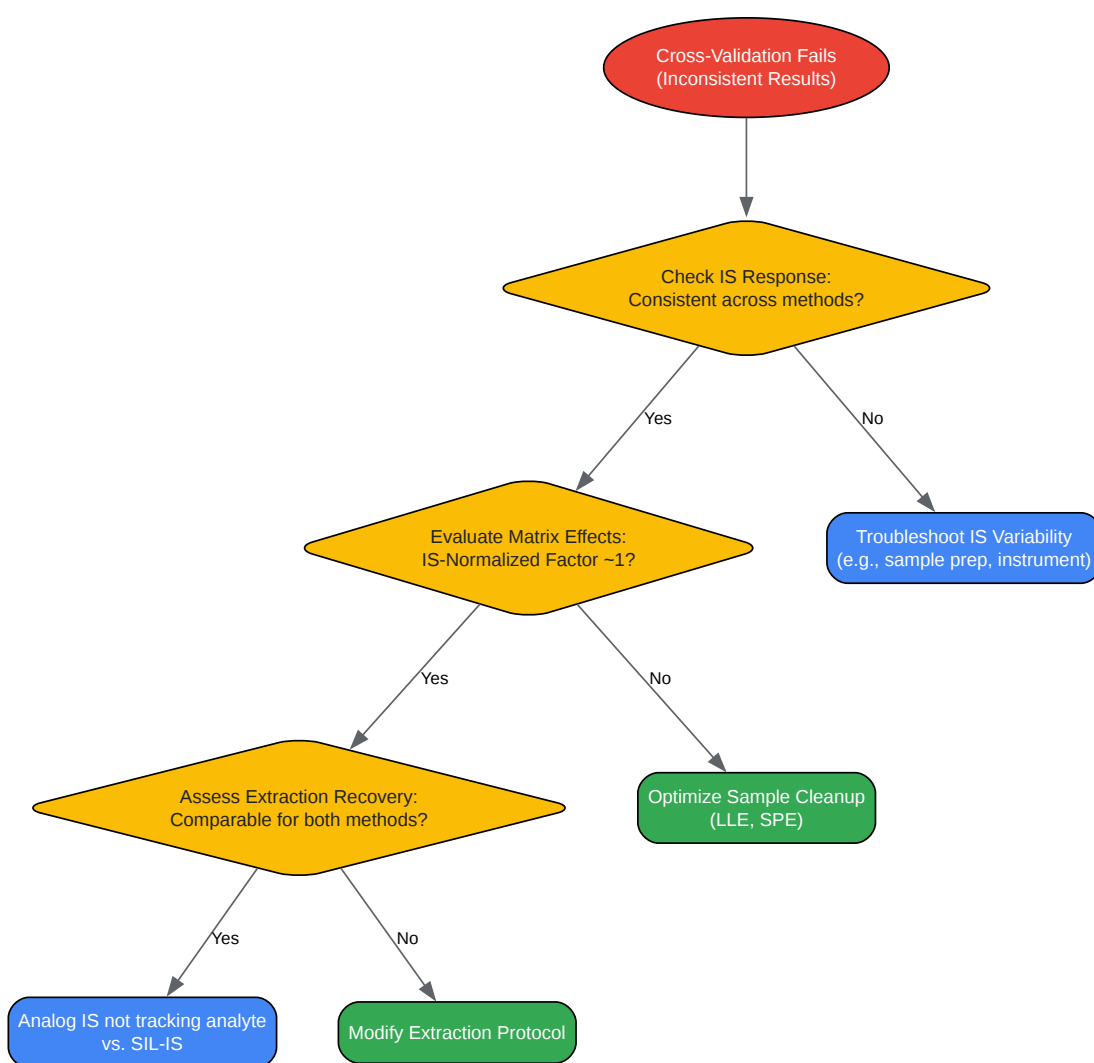 Cross-Validation Fails
(Inconsistent Results)
Check IS Response:
Consistent across methods?
Yes
No
Evaluate Matrix Effects:
IS-Normalized Factor ~1?
Troubleshoot IS Variability
(e.g., sample prep, instrument)
Yes
No
Assess Extraction Recovery:
Comparable for both methods?
Optimize Sample Cleanup
(LLE, SPE)
Yes
No
Analog IS not tracking analyte
vs. SIL-IS
Modify Extraction Protocol